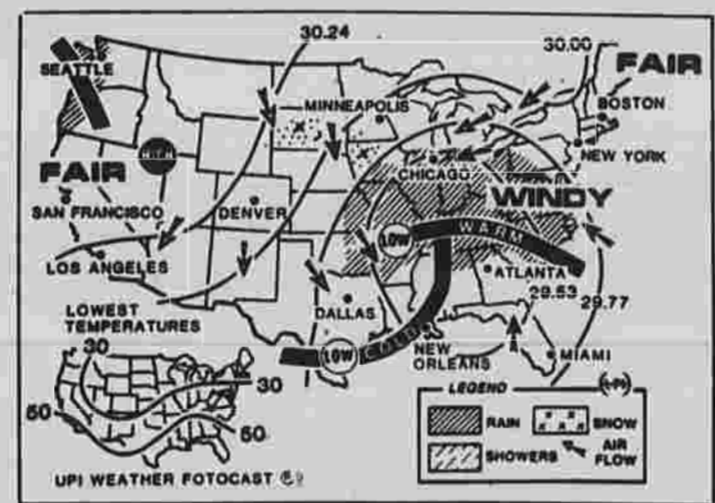 30.24
30.00
SEATTLE
FAIR
MINNEAPOLIS
BOSTON
NEW YORK
CHICAGO
FAIR
WINDY
SAN FRANCISCO
DENVER
LOW
WARM
LOS ANGELES
ATLANTA
29.53
29.77
LOWEST
TEMPERATURES
DALLAS
LOW
COLD
NEW
ORLEANS
MIAMI
30
30
50
50
LEGEND
RAIN
SNOW
SHOWERS
AIR
FLOW
UPI WEATHER FOTOCAST ©